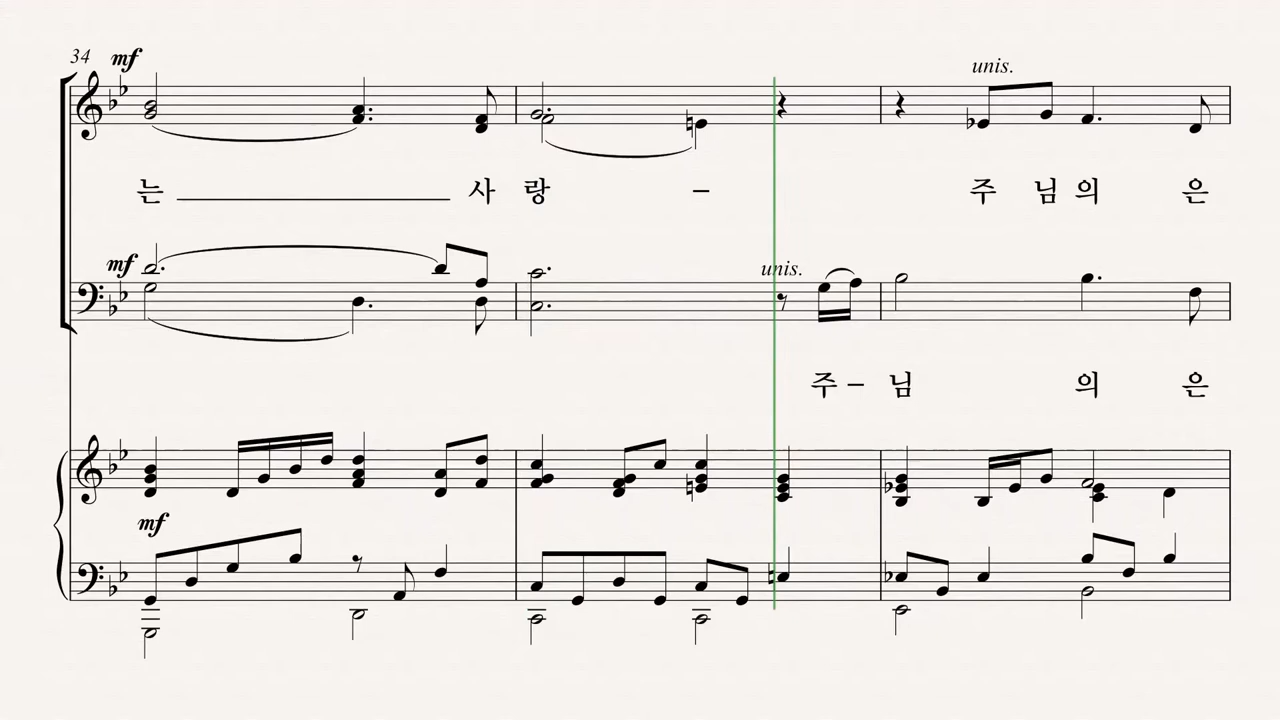 34 mf
unis.
는 사 랑 – 주 님 의 은
mf
unis.
주 – 님 의 은
mf